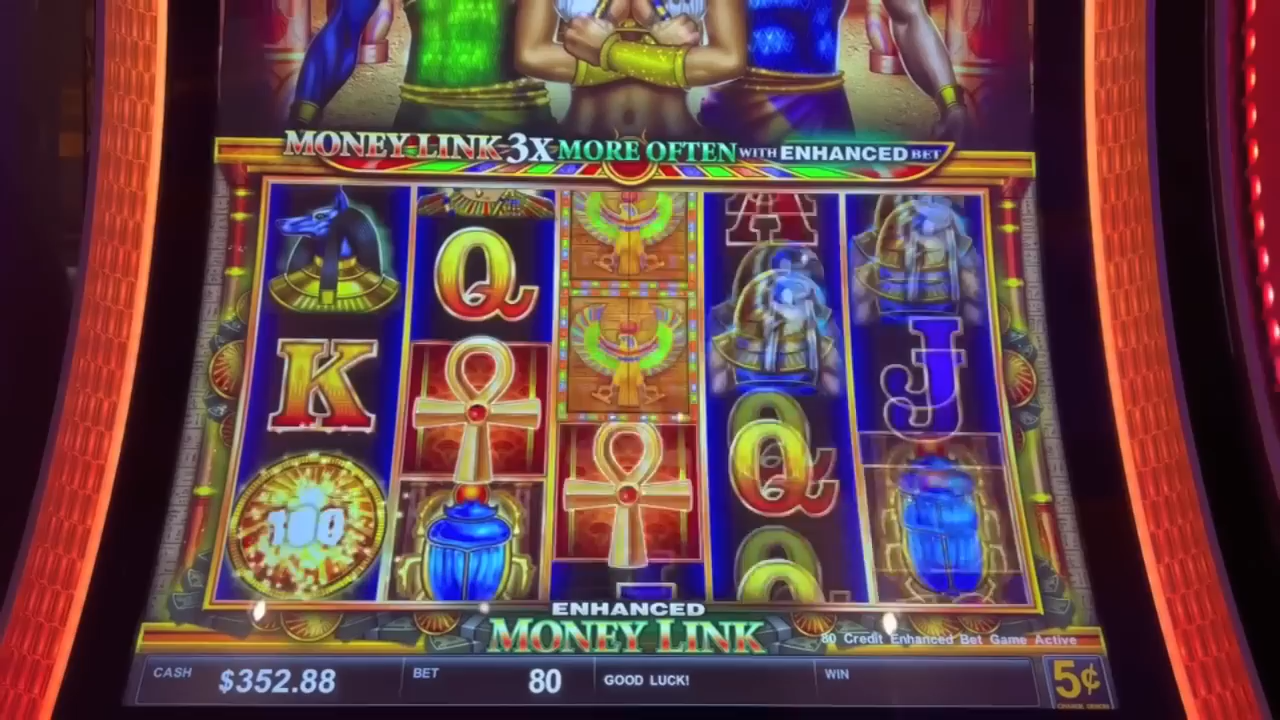 MONEY LINK 3X MORE OFTEN WITH ENHANCED BET
A
Q
K
J
Q
100
Q
ENHANCED
MONEY LINK
80 Credit Enhanced Bet Game Active
CASH $352.88 BET 80 GOOD LUCK! WIN 5¢